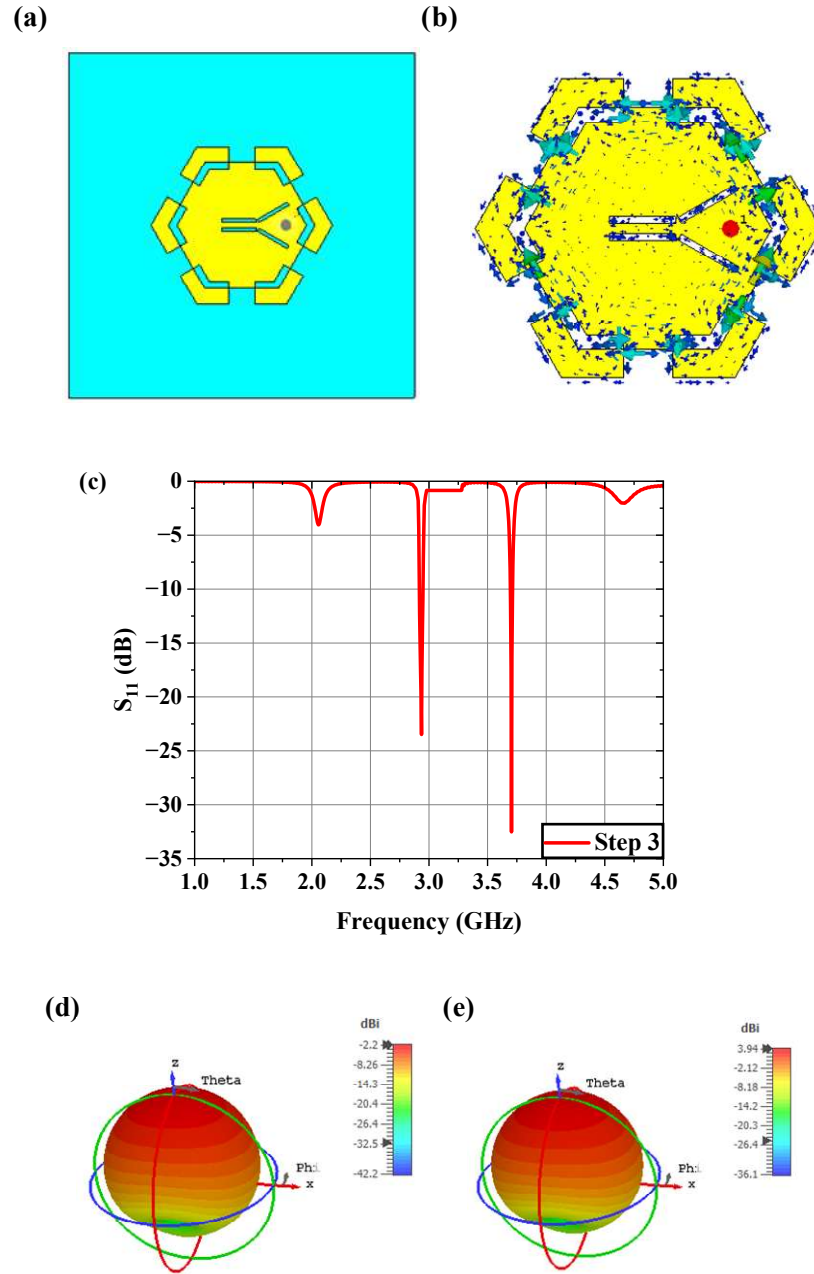 (a)
(b)
1
(c)
0
−5
−10
−15
−20
−25
−30
−35
S11 (dB)
Step 3
1.0 1.5 2.0 2.5 3.0 3.5 4.0 4.5 5.0
Frequency (GHz)
(d)
z
Theta
Phi
x
dBi
-2.2
-8.26
-14.3
-20.4
-26.4
-32.5
-42.2
(e)
z
Theta
Phi
x
dBi
3.94
-2.12
-8.18
-14.2
-20.3
-26.4
-36.1